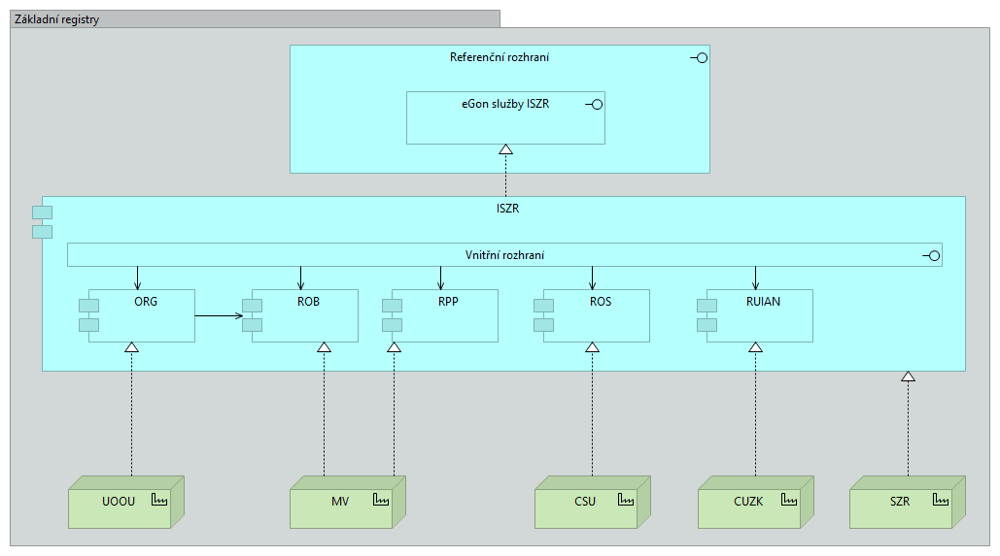 Základní registry
Referenční rozhraní
eGon služby ISZR
ISZR
Vnitřní rozhraní
ORG
ROB
RPP
ROS
RUIAN
UOOU
MV
CSU
CUZK
SZR